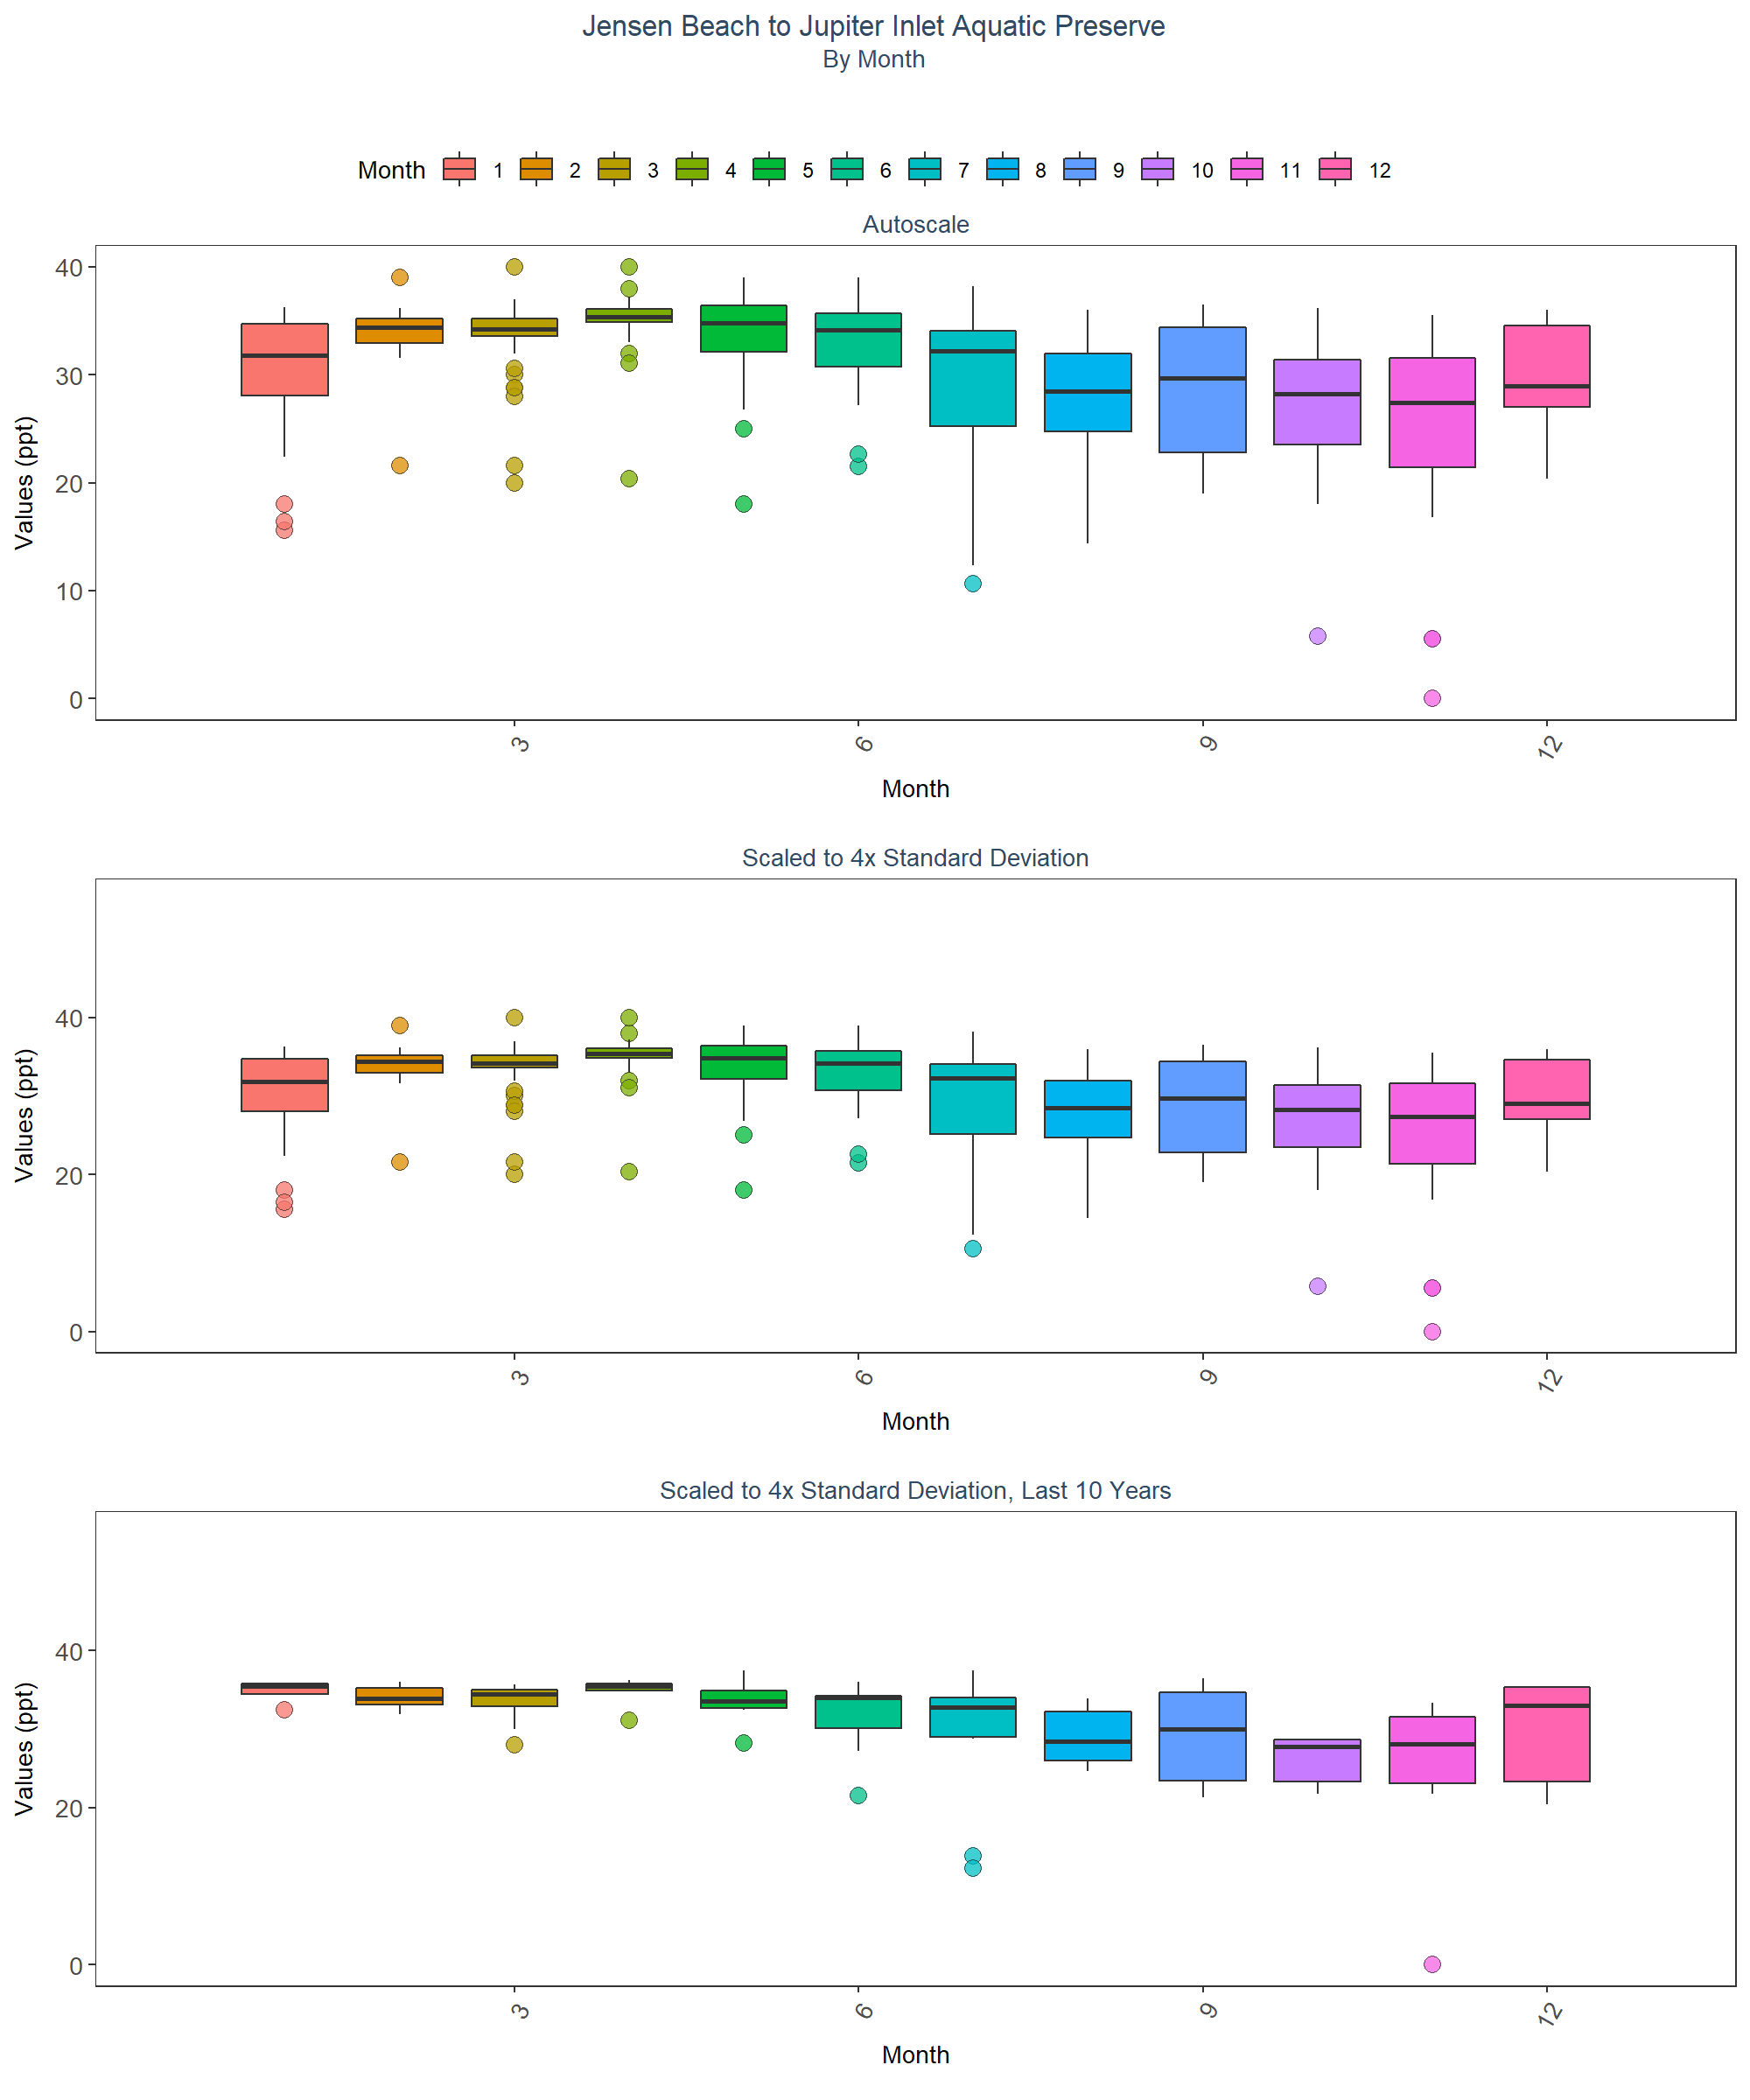 Jensen Beach to Jupiter Inlet Aquatic Preserve
By Month
Month 1 2 3 4 5 6 7 8 9 10 11 12
Autoscale
Values (ppt)
40
30
20
10
0
3 6 9 12
Month
Scaled to 4x Standard Deviation
Values (ppt)
40
20
0
3 6 9 12
Month
Scaled to 4x Standard Deviation, Last 10 Years
Values (ppt)
40
20
0
3 6 9 12
Month